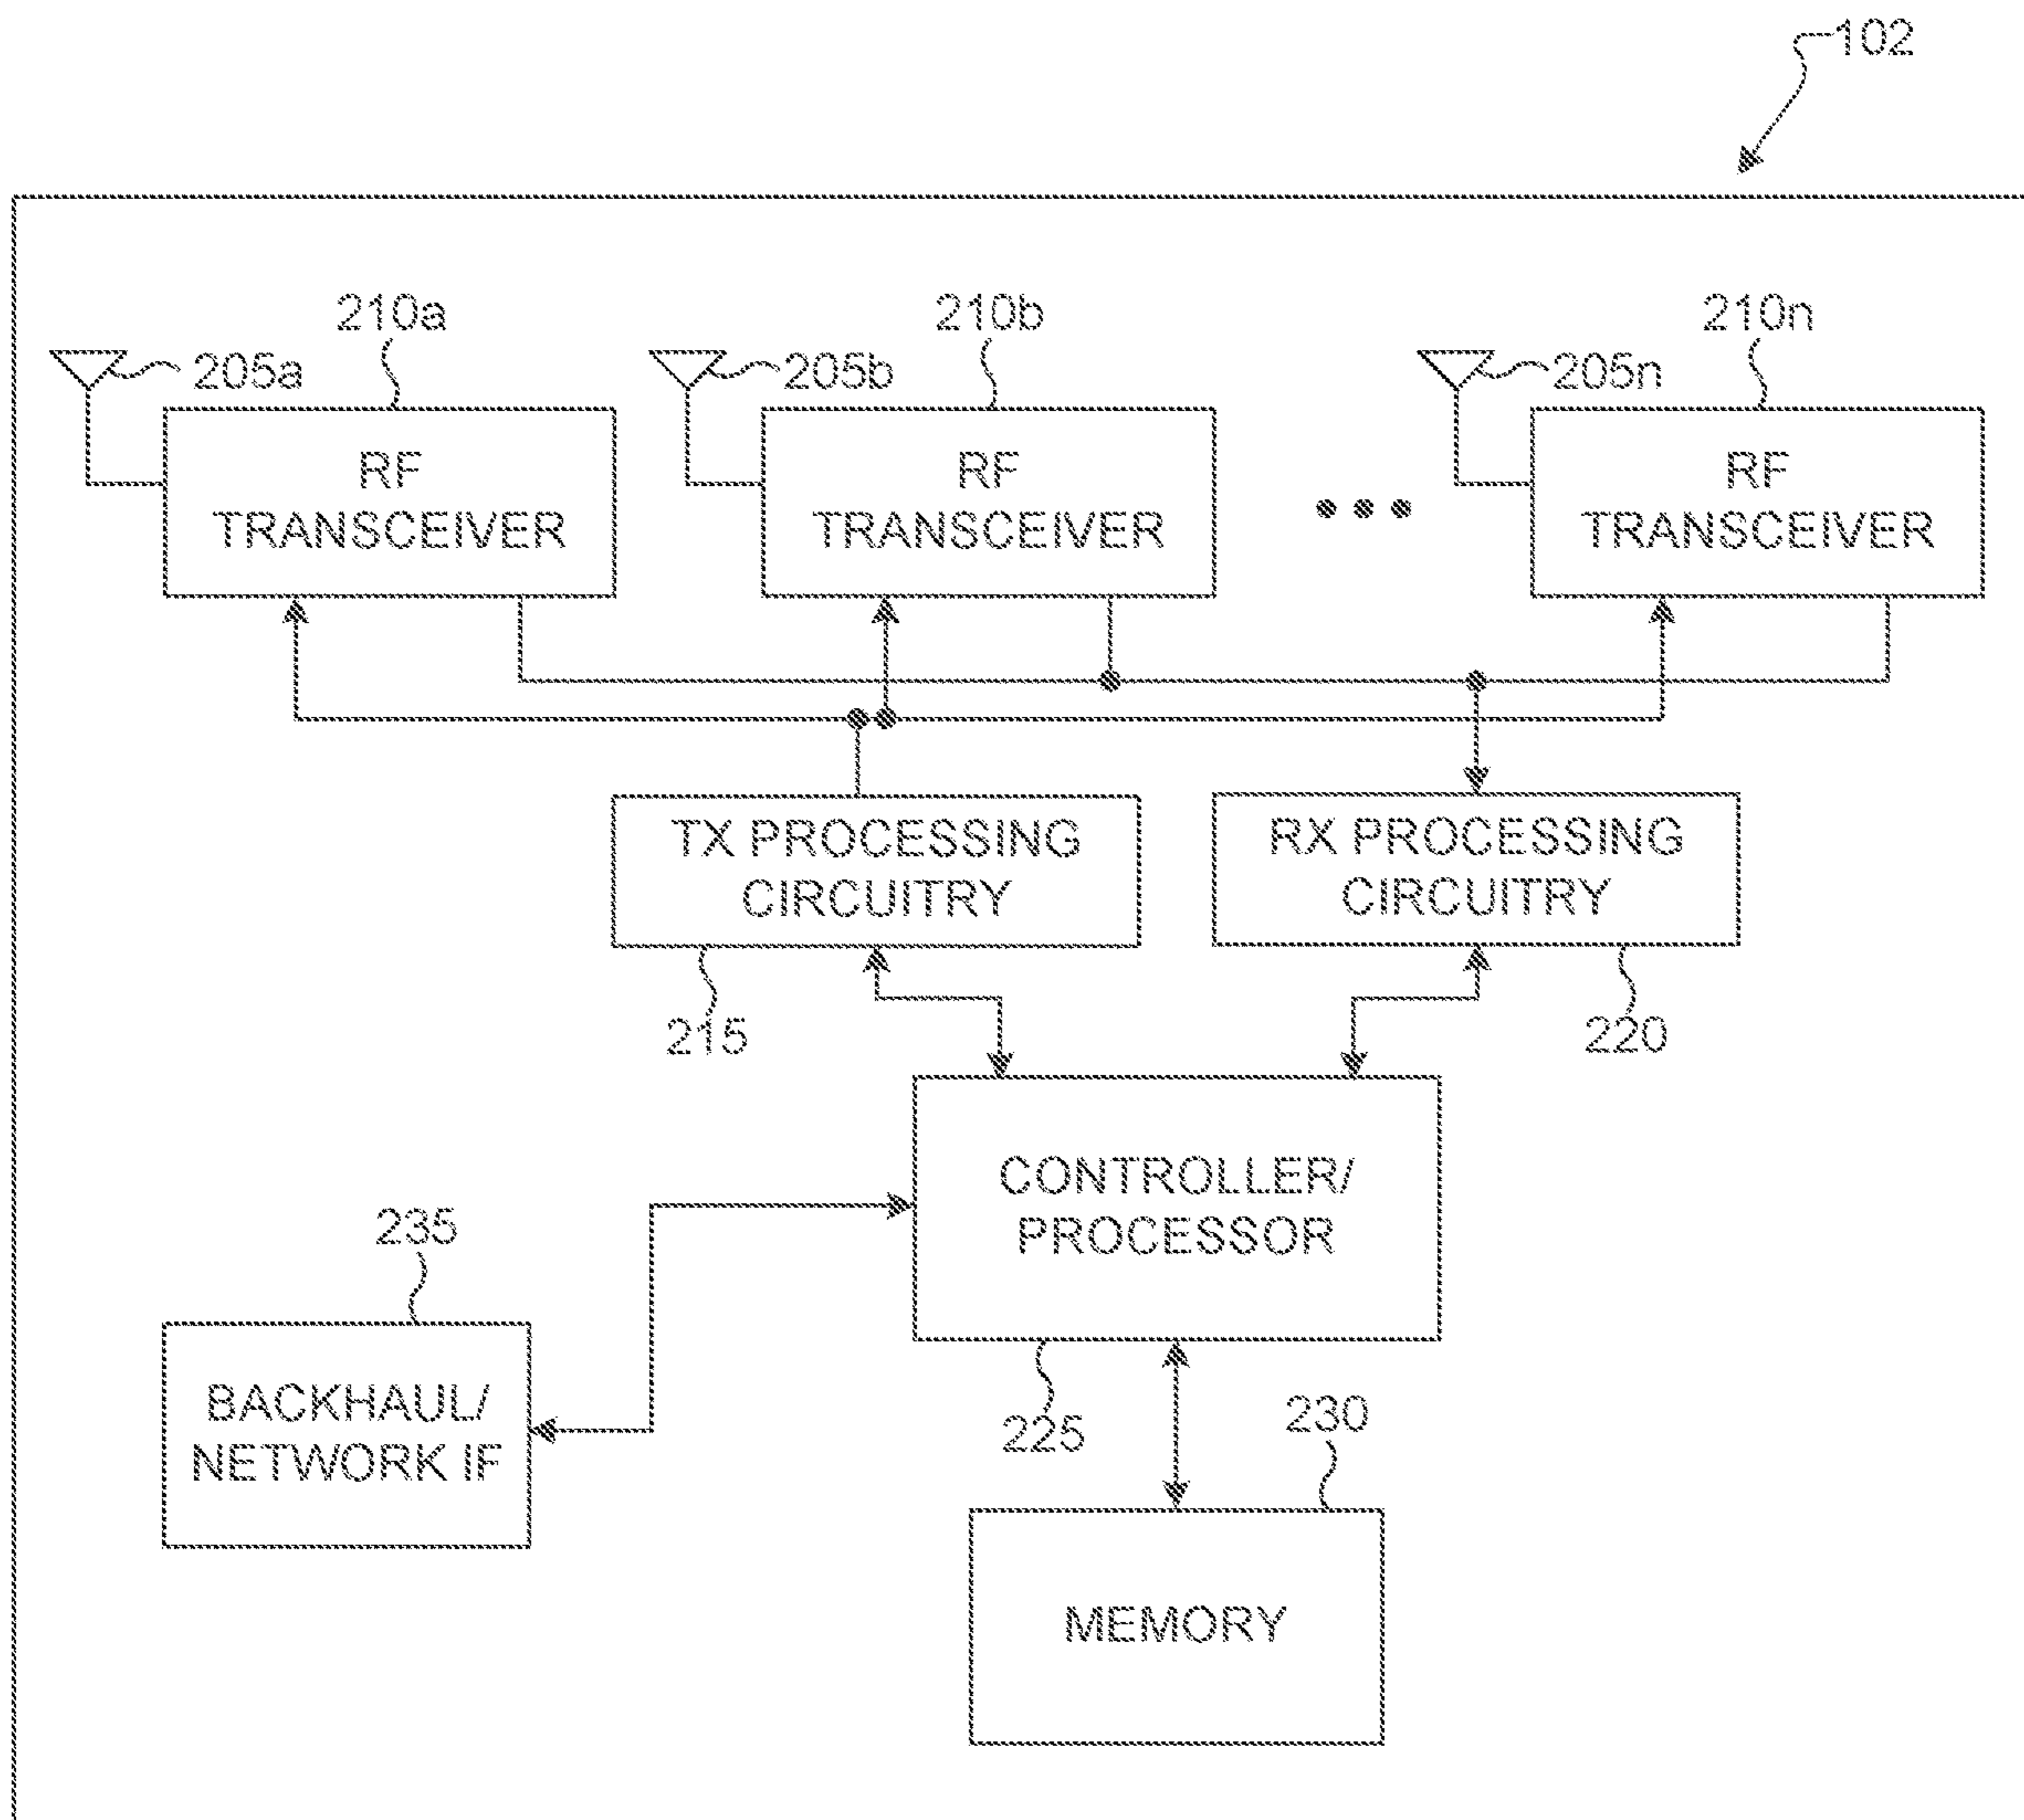 102
210a
210b
210n
205a
205b
205n
RF
TRANSCEIVER
RF
TRANSCEIVER
RF
TRANSCEIVER
TX PROCESSING
CIRCUITRY
RX PROCESSING
CIRCUITRY
215
220
CONTROLLER/
PROCESSOR
235
BACKHAUL/
NETWORK IF
225
230
MEMORY